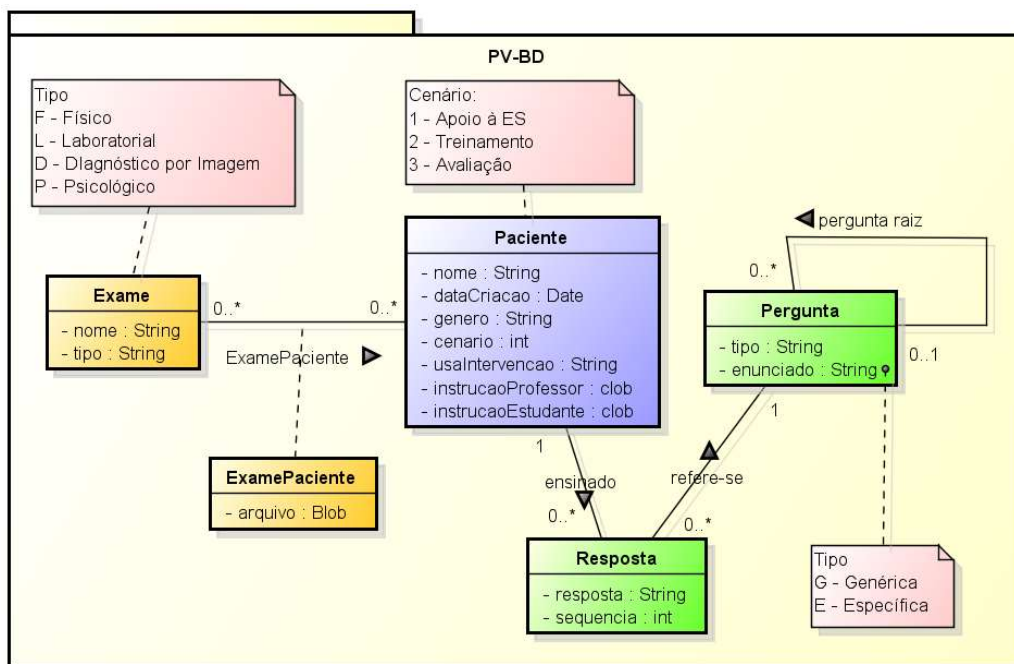 PV-BD
Tipo
F - Físico
L - Laboratorial
D - DIagnóstico por Imagem
P - Psicológico
Cenário:
1 - Apoio à ES
2 - Treinamento
3 - Avaliação
pergunta raiz
Exame
- nome : String
- tipo : String
0..*
0..*
ExamePaciente
Paciente
- nome : String
- dataCriacao : Date
- genero : String
- cenario : int
- usaIntervencao : String
- instrucaoProfessor : clob
- instrucaoEstudante : clob
0..*
Pergunta
- tipo : String
- enunciado : String
0..1
ExamePaciente
- arquivo : Blob
1
ensinado
0..*
1
refere-se
0..*
Resposta
- resposta : String
- sequencia : int
Tipo
G - Genérica
E - Específica